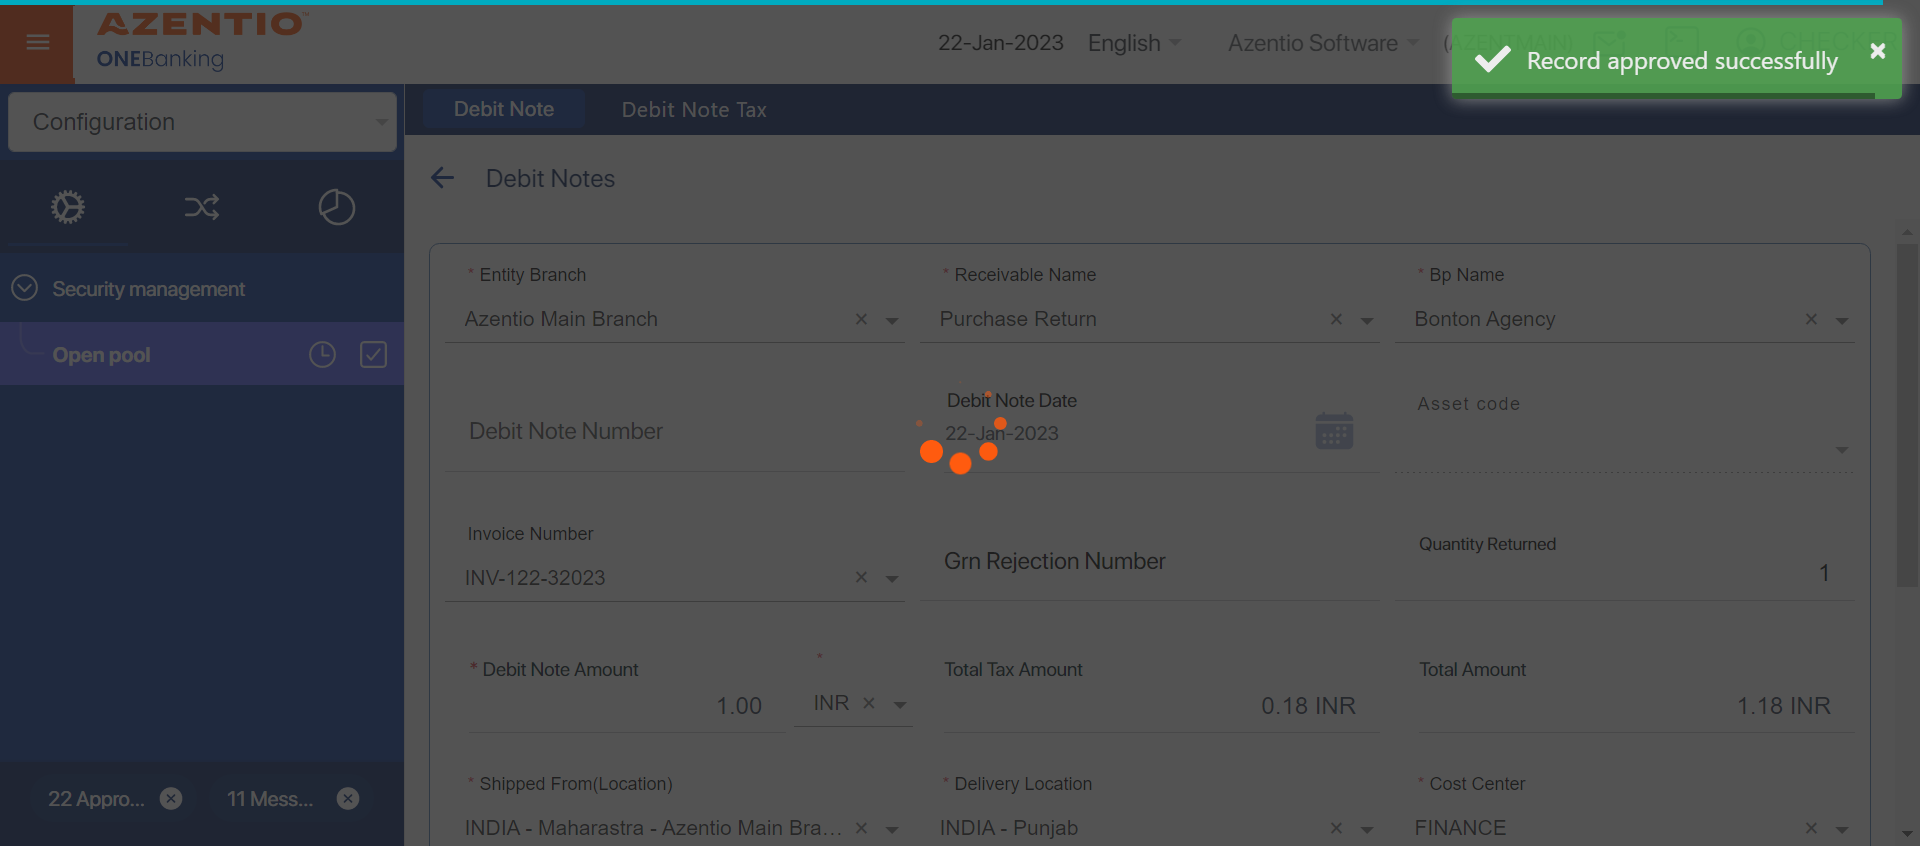 AZENTIO™
ONEBanking
22-Jan-2023
English
Azentio Software
(AZENTMAIN)
CHECKER
Record approved successfully
Configuration
Debit Note
Debit Note Tax
Debit Notes
Security management
Open pool
* Entity Branch
* Receivable Name
* Bp Name
Azentio Main Branch
Purchase Return
Bonton Agency
Debit Note Number
Debit Note Date
22-Jan-2023
Asset code
Invoice Number
INV-122-32023
Grn Rejection Number
Quantity Returned
1
* Debit Note Amount
*
Total Tax Amount
Total Amount
1.00
INR
0.18 INR
1.18 INR
* Shipped From(Location)
* Delivery Location
* Cost Center
INDIA - Maharastra - Azentio Main Bra...
INDIA - Punjab
FINANCE
22 Appro...
11 Mess...